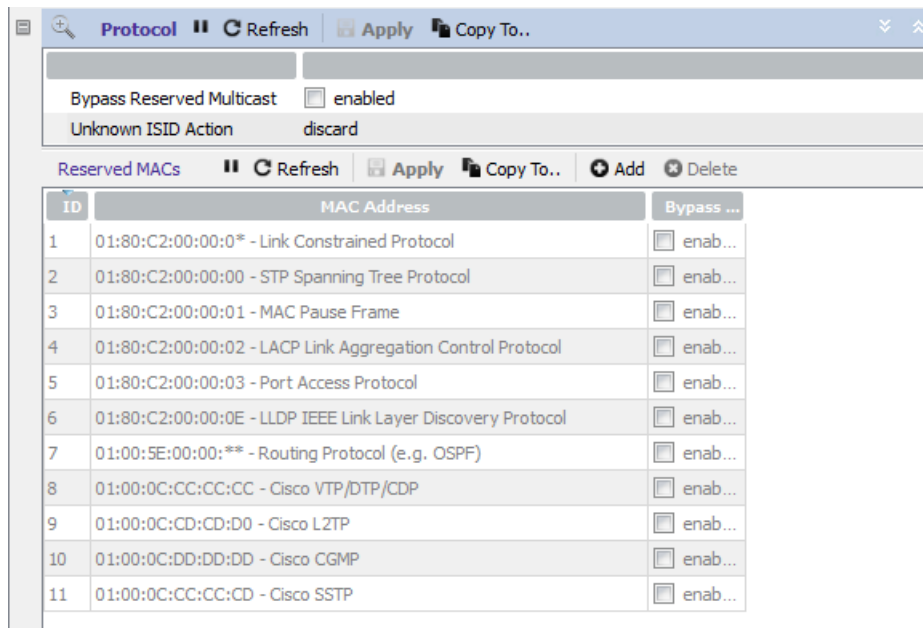 Protocol Refresh Apply Copy To..
Bypass Reserved Multicast enabled
Unknown ISID Action discard
Reserved MACs Refresh Apply Copy To.. Add Delete
ID MAC Address Bypass ...
1 01:80:C2:00:00:0* - Link Constrained Protocol enab...
2 01:80:C2:00:00:00 - STP Spanning Tree Protocol enab...
3 01:80:C2:00:00:01 - MAC Pause Frame enab...
4 01:80:C2:00:00:02 - LACP Link Aggregation Control Protocol enab...
5 01:80:C2:00:00:03 - Port Access Protocol enab...
6 01:80:C2:00:00:0E - LLDP IEEE Link Layer Discovery Protocol enab...
7 01:00:5E:00:00:** - Routing Protocol (e.g. OSPF) enab...
8 01:00:0C:CC:CC:CC - Cisco VTP/DTP/CDP enab...
9 01:00:0C:CD:CD:D0 - Cisco L2TP enab...
10 01:00:0C:DD:DD:DD - Cisco CGMP enab...
11 01:00:0C:CC:CC:CD - Cisco SSTP enab...